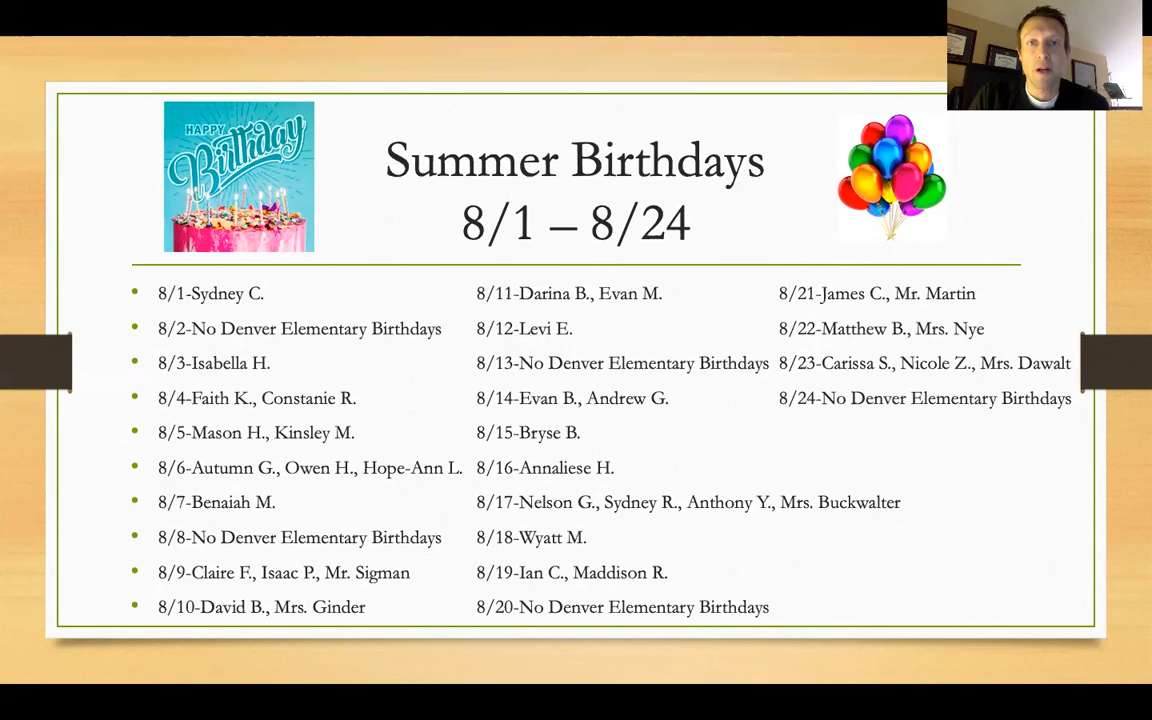 HAPPY
Birthday
Summer Birthdays
8/1 – 8/24
8/1-Sydney C.
8/2-No Denver Elementary Birthdays
8/3-Isabella H.
8/4-Faith K., Constanie R.
8/5-Mason H., Kinsley M.
8/6-Autumn G., Owen H., Hope-Ann L.
8/7-Benaiah M.
8/8-No Denver Elementary Birthdays
8/9-Claire F., Isaac P., Mr. Sigman
8/10-David B., Mrs. Ginder
8/11-Darina B., Evan M.
8/12-Levi E.
8/13-No Denver Elementary Birthdays
8/14-Evan B., Andrew G.
8/15-Bryse B.
8/16-Annaliese H.
8/17-Nelson G., Sydney R., Anthony Y., Mrs. Buckwalter
8/18-Wyatt M.
8/19-Ian C., Maddison R.
8/20-No Denver Elementary Birthdays
8/21-James C., Mr. Martin
8/22-Matthew B., Mrs. Nye
8/23-Carissa S., Nicole Z., Mrs. Dawalt
8/24-No Denver Elementary Birthdays